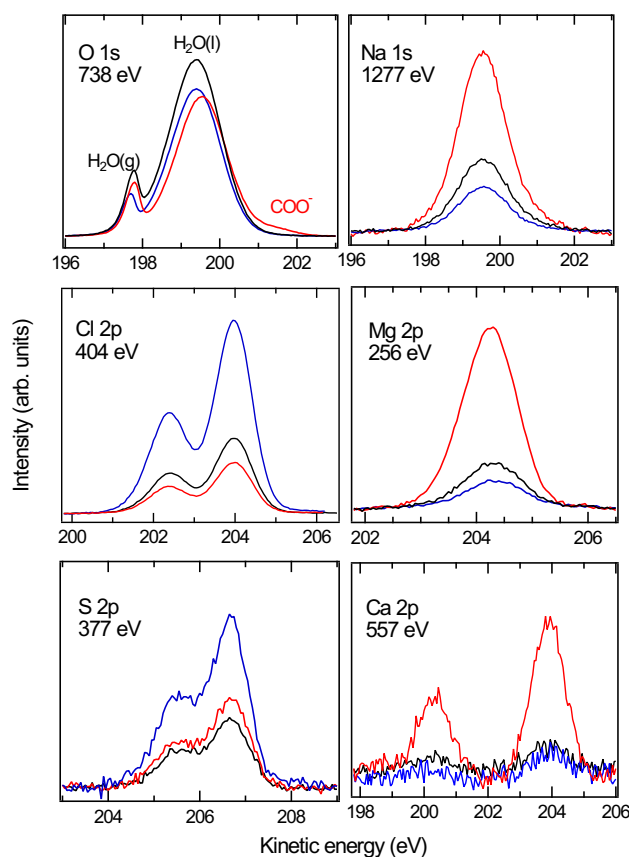 O 1s
738 eV
H₂O(l)
H₂O(g)
COO⁻
196 198 200 202
Na 1s
1277 eV
196 198 200 202
Cl 2p
404 eV
200 202 204 206
Mg 2p
256 eV
202 204 206
S 2p
377 eV
204 206 208
Ca 2p
557 eV
198 200 202 204 206
Intensity (arb. units)
Kinetic energy (eV)